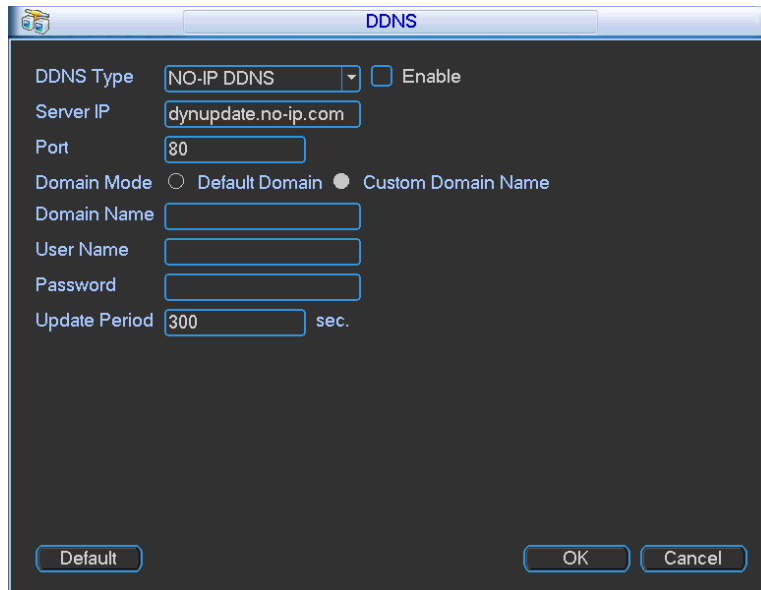 DDNS
DDNS Type NO-IP DDNS Enable
Server IP dynupdate.no-ip.com
Port 80
Domain Mode Default Domain Custom Domain Name
Domain Name
User Name
Password
Update Period 300 sec.
Default OK Cancel